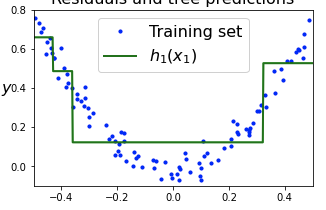 Residuals and tree predictions
Training set
h₁(x₁)
y
0.8
0.6
0.4
0.2
0.0
−0.4
−0.2
0.0
0.2
0.4